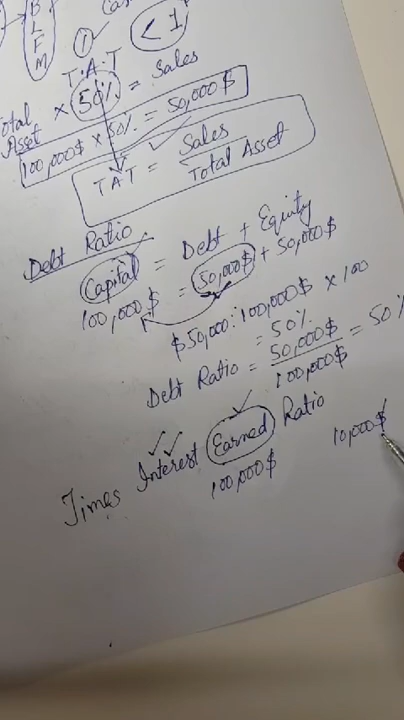 B
L
F
M
1
< 1
T.A.T
Total Asset × 50% = Sales
100,000$ × 50% = 50,000$
TAT = Sales / Total Asset
Debt Ratio
Capital = Debt + Equity
100,000$ = 50,000$ + 50,000$
$50,000 : 100,000$ × 100
= 50%
Debt Ratio = 50,000$ / 100,000$ = 50%
Times Interest Earned Ratio
100,000$ 10,000$